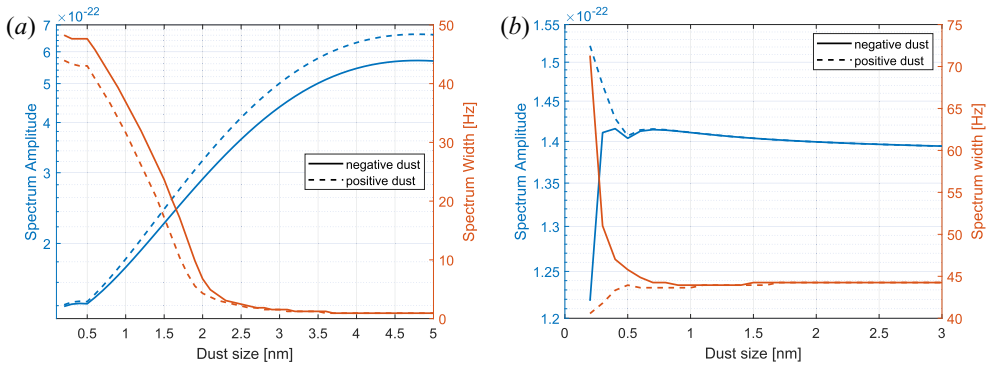 (a)
×10⁻²²
7
6
5
4
3
2
Spectrum Amplitude
50
40
30
20
10
0
Spectrum Width [Hz]
negative dust
positive dust
0.5 1 1.5 2 2.5 3 3.5 4 4.5 5
Dust size [nm]
(b)
×10⁻²²
1.55
1.5
1.45
1.4
1.35
1.3
1.25
1.2
Spectrum Amplitude
75
70
65
60
55
50
45
40
Spectrum width [Hz]
negative dust
positive dust
0 0.5 1 1.5 2 2.5 3
Dust size [nm]